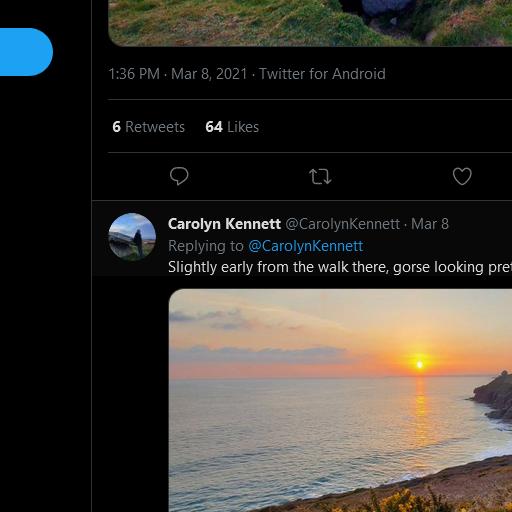 1:36 PM · Mar 8, 2021 · Twitter for Android
6 Retweets 64 Likes
Carolyn Kennett @CarolynKennett · Mar 8
Replying to @CarolynKennett
Slightly early from the walk there, gorse looking pret